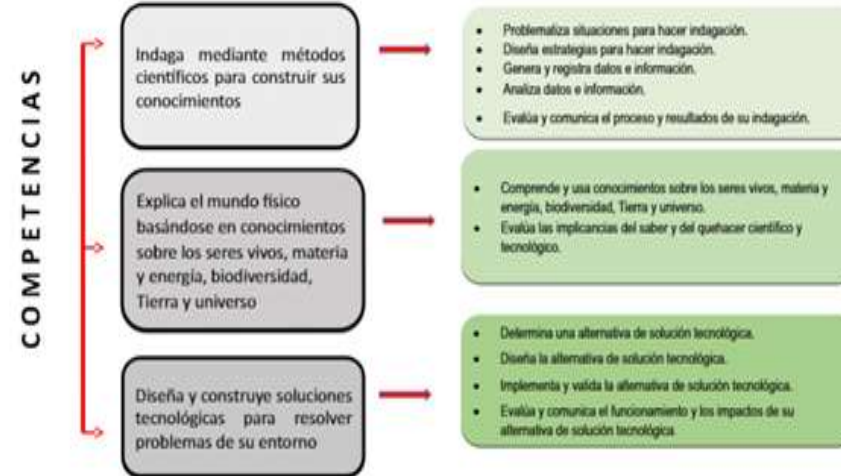 COMPETENCIAS
Indaga mediante métodos
científicos para construir sus
conocimientos
• Problematiza situaciones para hacer indagación.
• Diseña estrategias para hacer indagación.
• Genera y registra datos e información.
• Analiza datos e información.
• Evalúa y comunica el proceso y resultados de su indagación.
Explica el mundo físico
basándose en conocimientos
sobre los seres vivos, materia
y energía, biodiversidad,
Tierra y universo
• Comprende y usa conocimientos sobre los seres vivos, materia y
energía, biodiversidad, Tierra y universo.
• Evalúa las implicancias del saber y del quehacer científico y
tecnológico.
Diseña y construye soluciones
tecnológicas para resolver
problemas de su entorno
• Determina una alternativa de solución tecnológica.
• Diseña la alternativa de solución tecnológica.
• Implementa y valida la alternativa de solución tecnológica.
• Evalúa y comunica el funcionamiento y los impactos de su
alternativa de solución tecnológica.